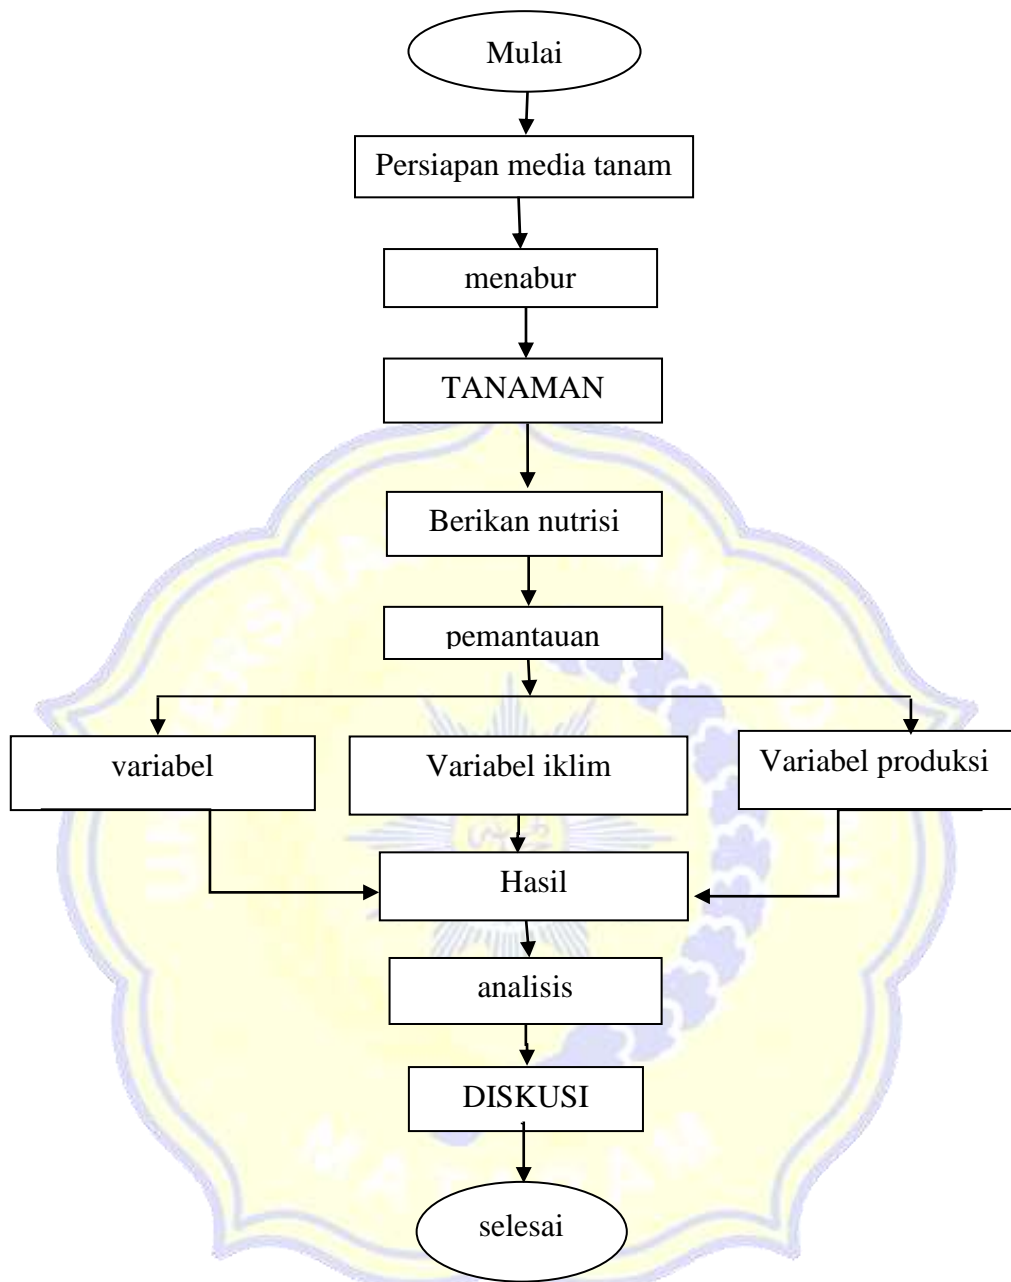 Mulai
Persiapan media tanam
menabur
TANAMAN
Berikan nutrisi
pemantauan
variabel
Variabel iklim
Variabel produksi
Hasil
analisis
DISKUSI
selesai